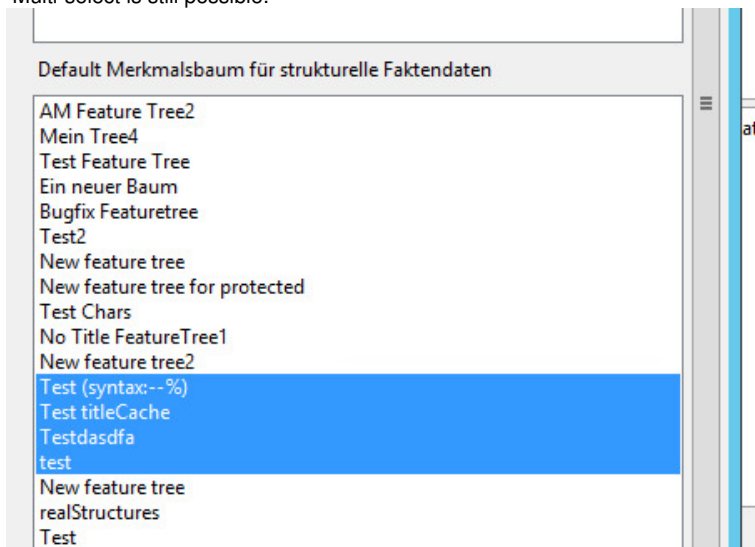 Multi-select is still possible.
Default Merkmalsbaum für strukturelle Faktendaten
AM Feature Tree2
Mein Tree4
Test Feature Tree
Ein neuer Baum
Bugfix Featuretree
Test2
New feature tree
New feature tree for protected
Test Chars
No Title FeatureTree1
New feature tree2
Test (syntax:--%)
Test titleCache
Testdasdfa
test
New feature tree
realStructures
Test